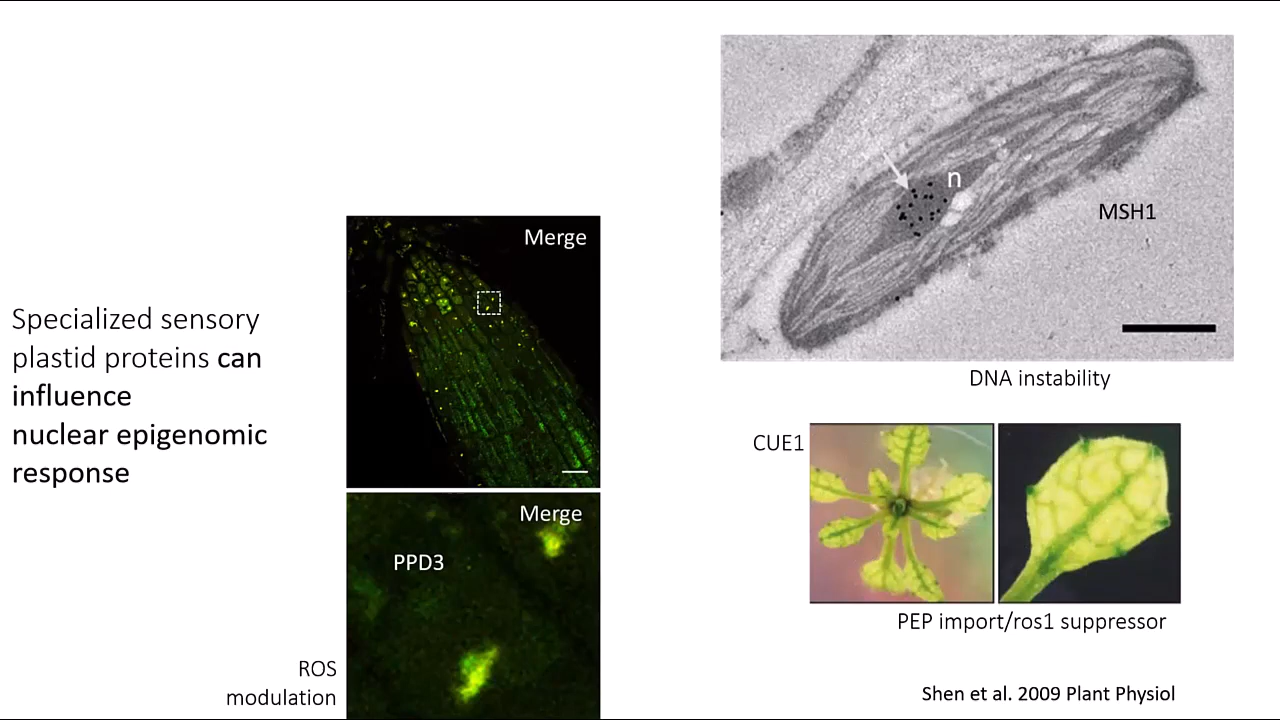 Specialized sensory
plastid proteins can
influence
nuclear epigenomic
response
Merge
Merge
PPD3
ROS
modulation
n
MSH1
DNA instability
CUE1
PEP import/ros1 suppressor
Shen et al. 2009 Plant Physiol